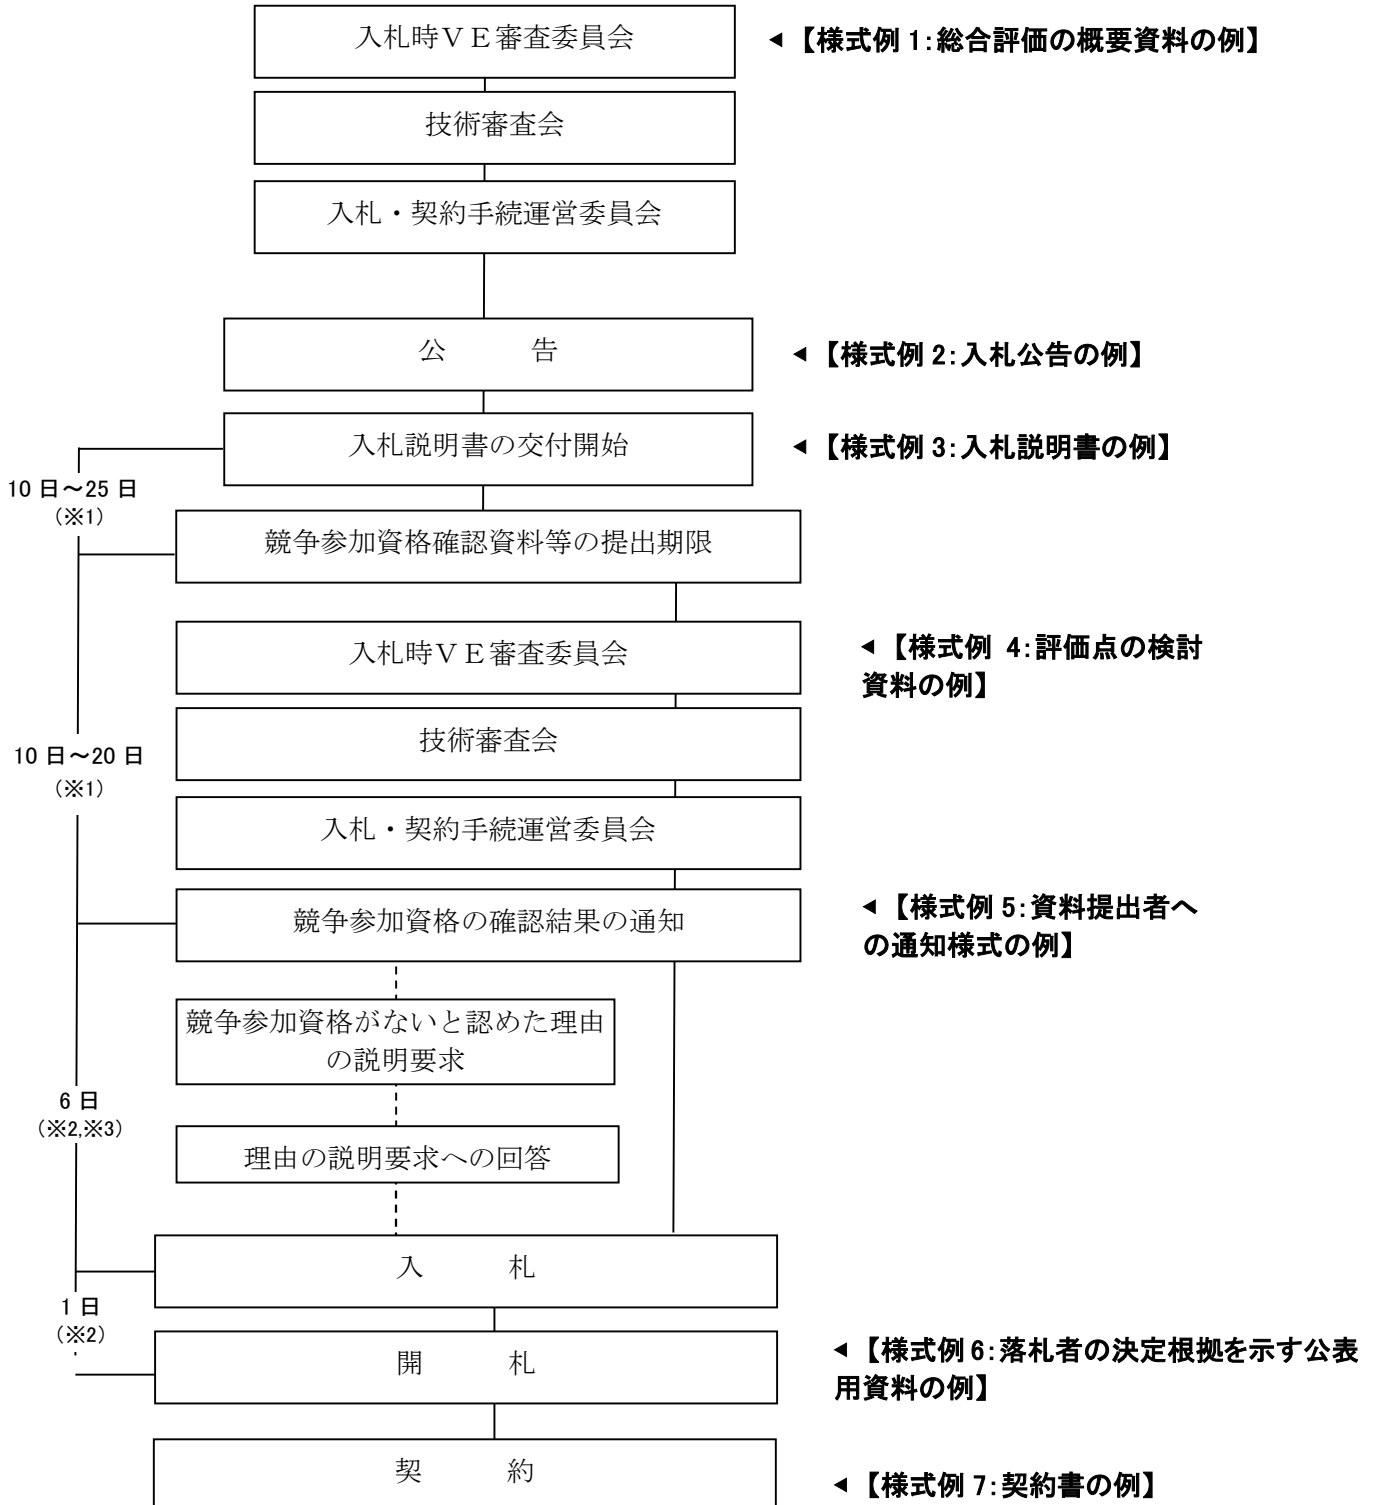 入札時ＶＥ審査委員会
◀【様式例 1:総合評価の概要資料の例】
技術審査会
入札・契約手続運営委員会
公　　告
◀【様式例 2:入札公告の例】
入札説明書の交付開始
◀【様式例 3:入札説明書の例】
10 日～25 日
（※1）
競争参加資格確認資料等の提出期限
入札時ＶＥ審査委員会
◀【様式例 4:評価点の検討
資料の例】
技術審査会
10 日～20 日
（※1）
入札・契約手続運営委員会
競争参加資格の確認結果の通知
◀【様式例 5:資料提出者へ
の通知様式の例】
競争参加資格がないと認めた理由
の説明要求
6 日
（※2,※3）
理由の説明要求への回答
入　　札
1 日
（※2）
開　　札
◀【様式例 6:落札者の決定根拠を示す公表
用資料の例】
契　　約
◀【様式例 7:契約書の例】